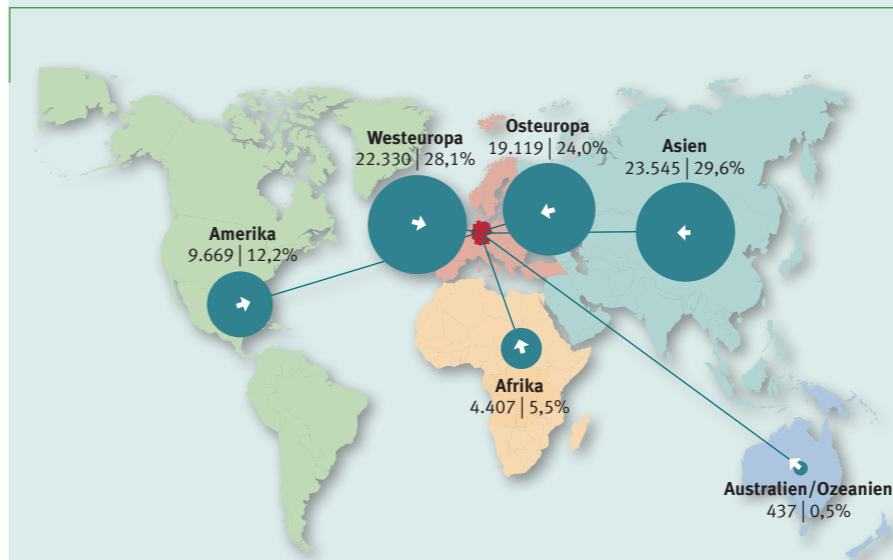 Westeuropa
22.330 | 28,1%
Osteuropa
19.119 | 24,0%
Asien
23.545 | 29,6%
Amerika
9.669 | 12,2%
Afrika
4.407 | 5,5%
Australien/Ozeanien
437 | 0,5%